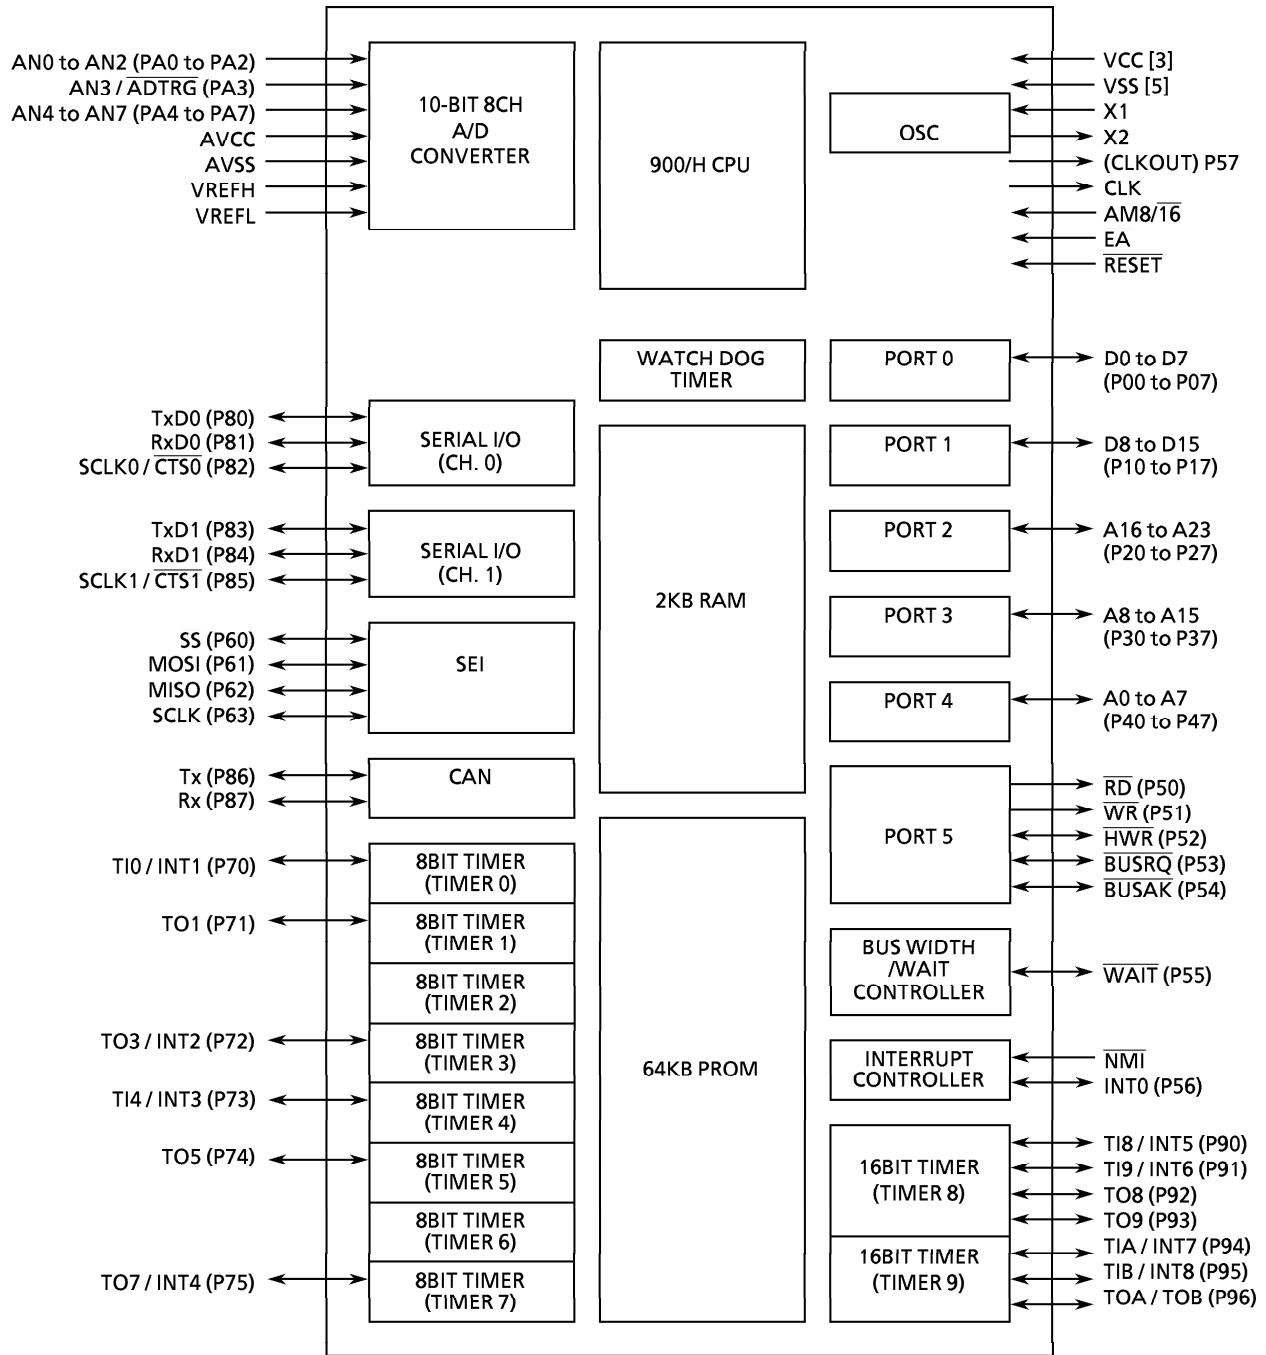 AN0 to AN2 (PA0 to PA2)
AN3 / ADTRG (PA3)
AN4 to AN7 (PA4 to PA7)
AVCC
AVSS
VREFH
VREFL
10-BIT 8CH
A/D
CONVERTER
900/H CPU
OSC
VCC [3]
VSS [5]
X1
X2
(CLKOUT) P57
CLK
AM8/16
EA
RESET
WATCH DOG
TIMER
PORT 0
D0 to D7
(P00 to P07)
TxD0 (P80)
RxD0 (P81)
SCLK0 / CTS0 (P82)
SERIAL I/O
(CH. 0)
PORT 1
D8 to D15
(P10 to P17)
TxD1 (P83)
RxD1 (P84)
SCLK1 / CTS1 (P85)
SERIAL I/O
(CH. 1)
2KB RAM
PORT 2
A16 to A23
(P20 to P27)
PORT 3
A8 to A15
(P30 to P37)
SS (P60)
MOSI (P61)
MISO (P62)
SCLK (P63)
SEI
PORT 4
A0 to A7
(P40 to P47)
Tx (P86)
Rx (P87)
CAN
PORT 5
RD (P50)
WR (P51)
HWR (P52)
BUSRQ (P53)
BUSAK (P54)
TI0 / INT1 (P70)
8BIT TIMER
(TIMER 0)
TO1 (P71)
8BIT TIMER
(TIMER 1)
8BIT TIMER
(TIMER 2)
TO3 / INT2 (P72)
8BIT TIMER
(TIMER 3)
TI4 / INT3 (P73)
8BIT TIMER
(TIMER 4)
TO5 (P74)
8BIT TIMER
(TIMER 5)
8BIT TIMER
(TIMER 6)
TO7 / INT4 (P75)
8BIT TIMER
(TIMER 7)
64KB PROM
BUS WIDTH
/WAIT
CONTROLLER
WAIT (P55)
INTERRUPT
CONTROLLER
NMI
INT0 (P56)
16BIT TIMER
(TIMER 8)
TI8 / INT5 (P90)
TI9 / INT6 (P91)
TO8 (P92)
TO9 (P93)
16BIT TIMER
(TIMER 9)
TIA / INT7 (P94)
TIB / INT8 (P95)
TOA / TOB (P96)